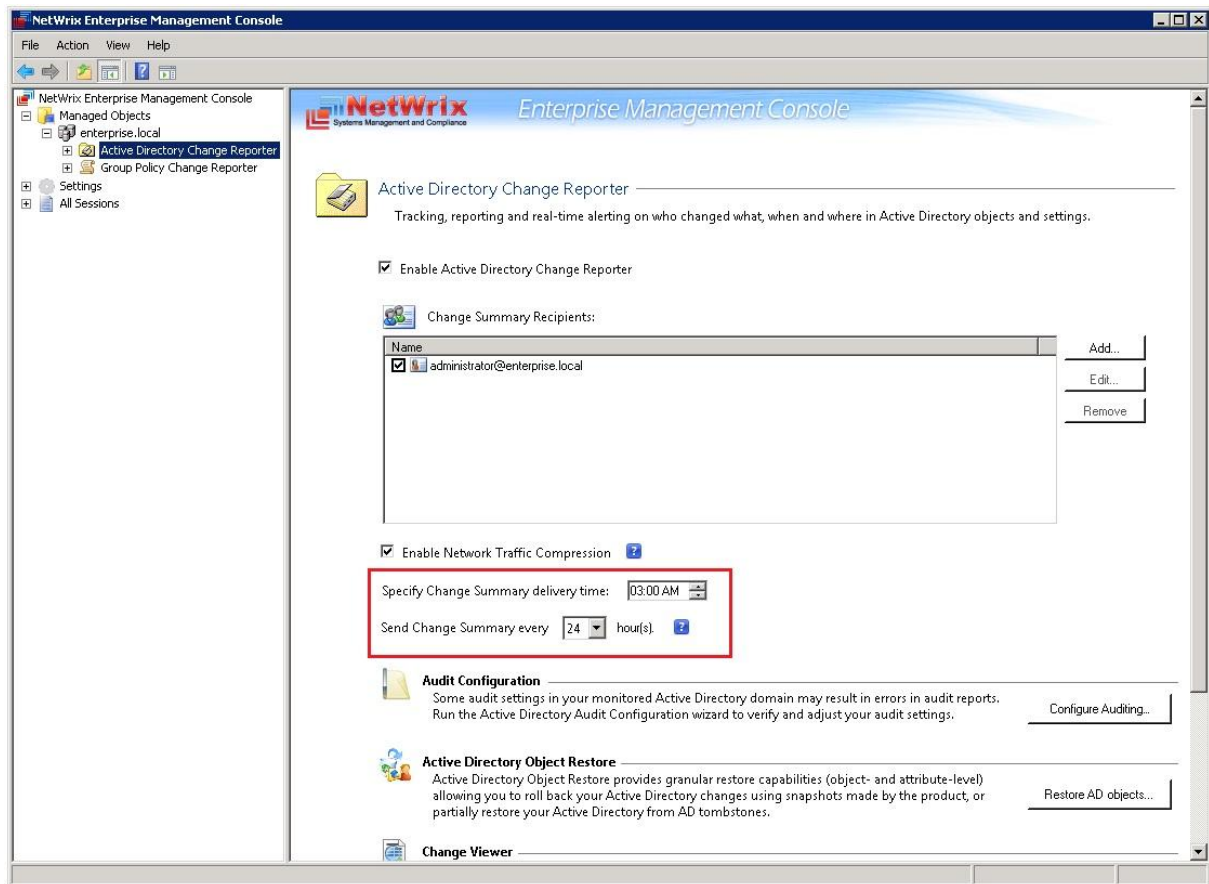 NetWrix Enterprise Management Console
File Action View Help
NetWrix Enterprise Management Console
Managed Objects
enterprise.local
Active Directory Change Reporter
Group Policy Change Reporter
Settings
All Sessions
NetWrix
Systems Management and Compliance
Enterprise Management Console
Active Directory Change Reporter
Tracking, reporting and real-time alerting on who changed what, when and where in Active Directory objects and settings.
Enable Active Directory Change Reporter
Change Summary Recipients:
Name
administrator@enterprise.local
Add...
Edit...
Remove
Enable Network Traffic Compression ?
Specify Change Summary delivery time: 03:00 AM
Send Change Summary every 24 hour(s). ?
Audit Configuration
Some audit settings in your monitored Active Directory domain may result in errors in audit reports.
Run the Active Directory Audit Configuration wizard to verify and adjust your audit settings.
Configure Auditing...
Active Directory Object Restore
Active Directory Object Restore provides granular restore capabilities (object- and attribute-level)
allowing you to roll back your Active Directory changes using snapshots made by the product, or
partially restore your Active Directory from AD tombstones.
Restore AD objects...
Change Viewer